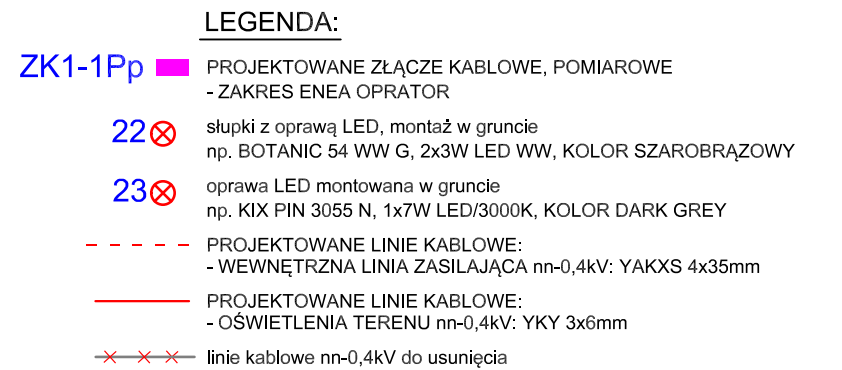 LEGENDA:
ZK1-1Pp PROJEKTOWANE ZŁĄCZE KABLOWE, POMIAROWE
- ZAKRES ENEA OPRATOR
22 słupki z oprawą LED, montaż w gruncie
np. BOTANIC 54 WW G, 2x3W LED WW, KOLOR SZAROBRĄZOWY
23 oprawa LED montowana w gruncie
np. KIX PIN 3055 N, 1x7W LED/3000K, KOLOR DARK GREY
PROJEKTOWANE LINIE KABLOWE:
- WEWNĘTRZNA LINIA ZASILAJĄCA nn-0,4kV: YAKXS 4x35mm
PROJEKTOWANE LINIE KABLOWE:
- OŚWIETLENIA TERENU nn-0,4kV: YKY 3x6mm
linie kablowe nn-0,4kV do usunięcia